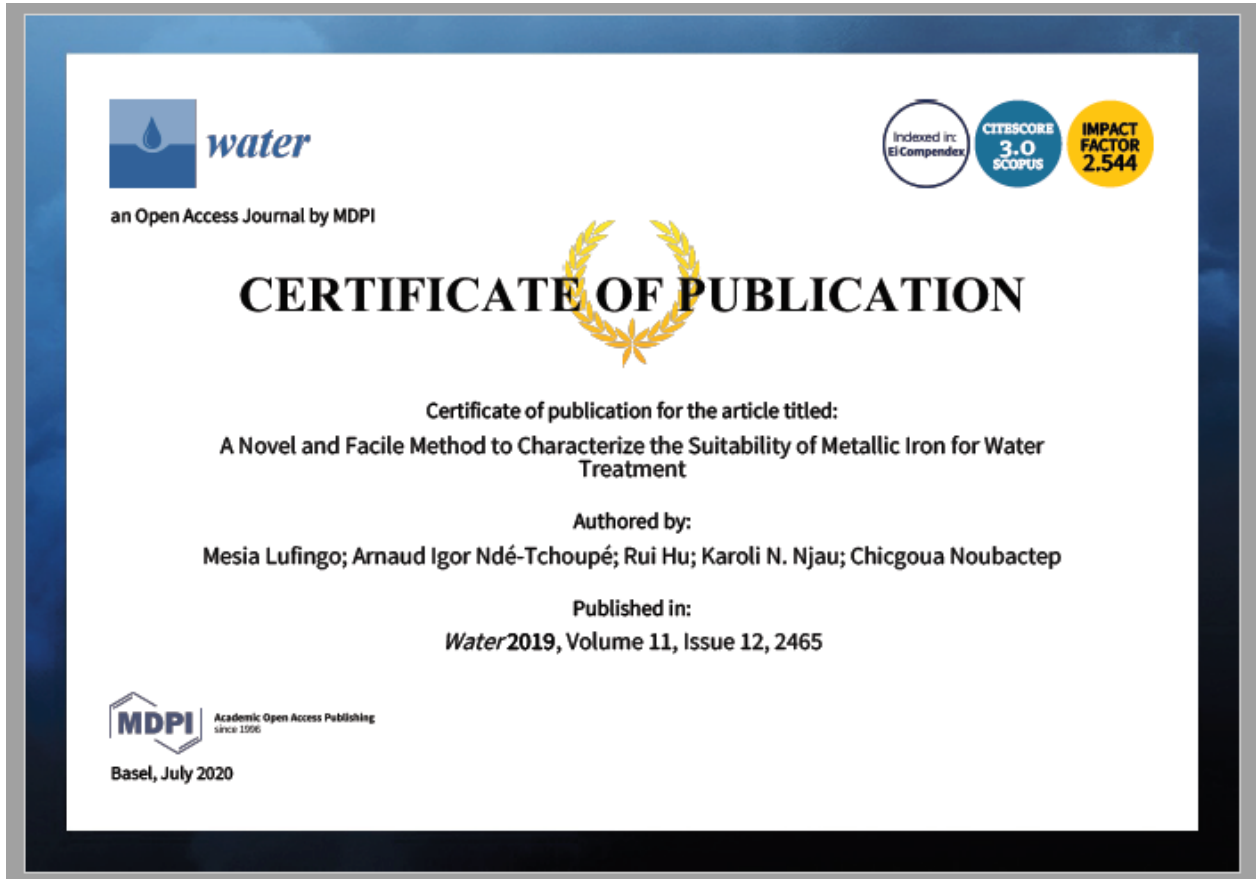 water
Indexed in:
EI Compendex
CITESCORE
3.0
SCOPUS
IMPACT
FACTOR
2.544
an Open Access Journal by MDPI
CERTIFICATE OF PUBLICATION
Certificate of publication for the article titled:
A Novel and Facile Method to Characterize the Suitability of Metallic Iron for Water
Treatment
Authored by:
Mesia Lufingo; Arnaud Igor Ndé-Tchoupé; Rui Hu; Karoli N. Njau; Chicgoua Noubactep
Published in:
Water 2019, Volume 11, Issue 12, 2465
MDPI
Academic Open Access Publishing
since 1996
Basel, July 2020